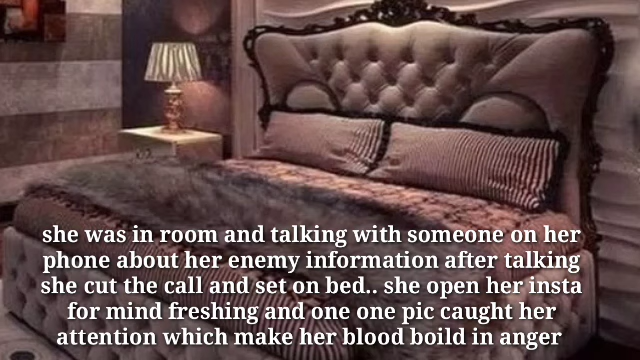 she was in room and talking with someone on her
phone about her enemy information after talking
she cut the call and set on bed.. she open her insta
for mind freshing and one one pic caught her
attention which make her blood boild in anger